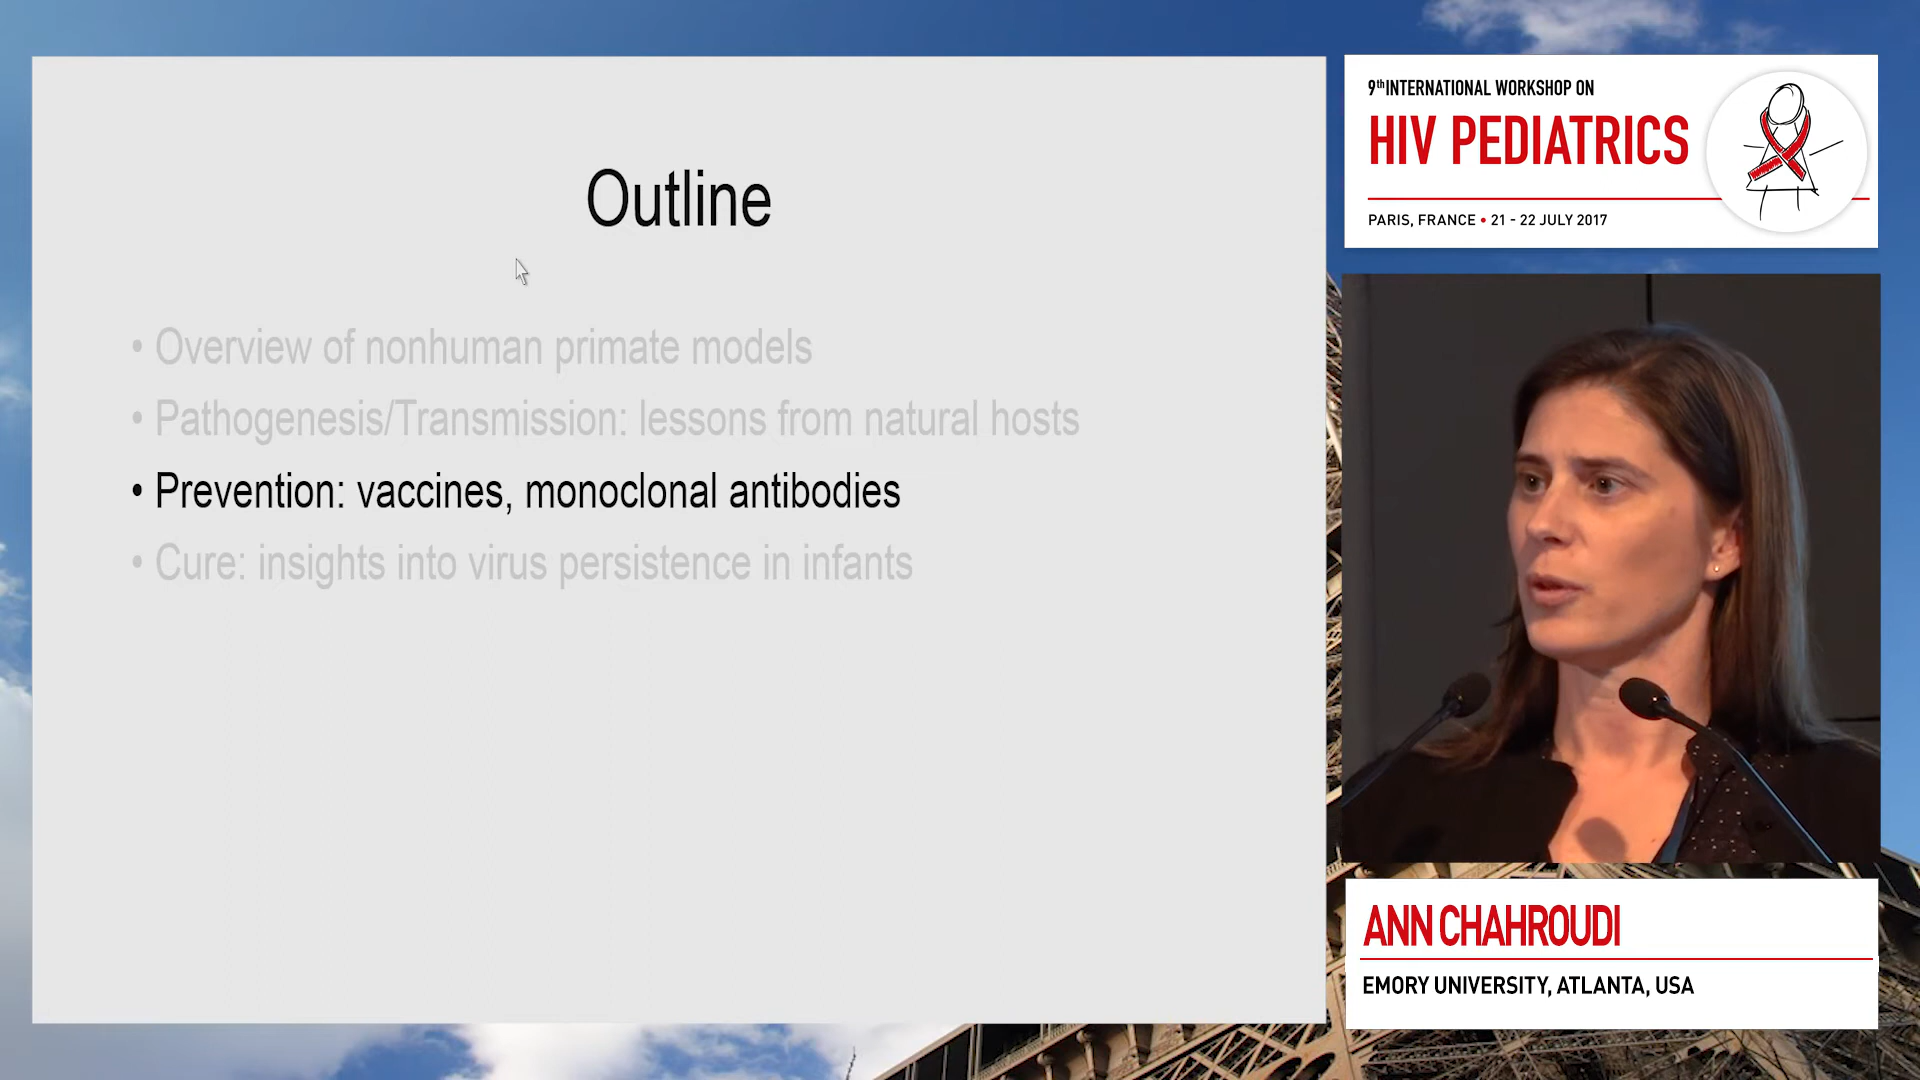 Outline
• Overview of nonhuman primate models
• Pathogenesis/Transmission: lessons from natural hosts
• Prevention: vaccines, monoclonal antibodies
• Cure: insights into virus persistence in infants
9th INTERNATIONAL WORKSHOP ON
HIV PEDIATRICS
PARIS, FRANCE • 21 - 22 JULY 2017
ANN CHAHROUDI
EMORY UNIVERSITY, ATLANTA, USA